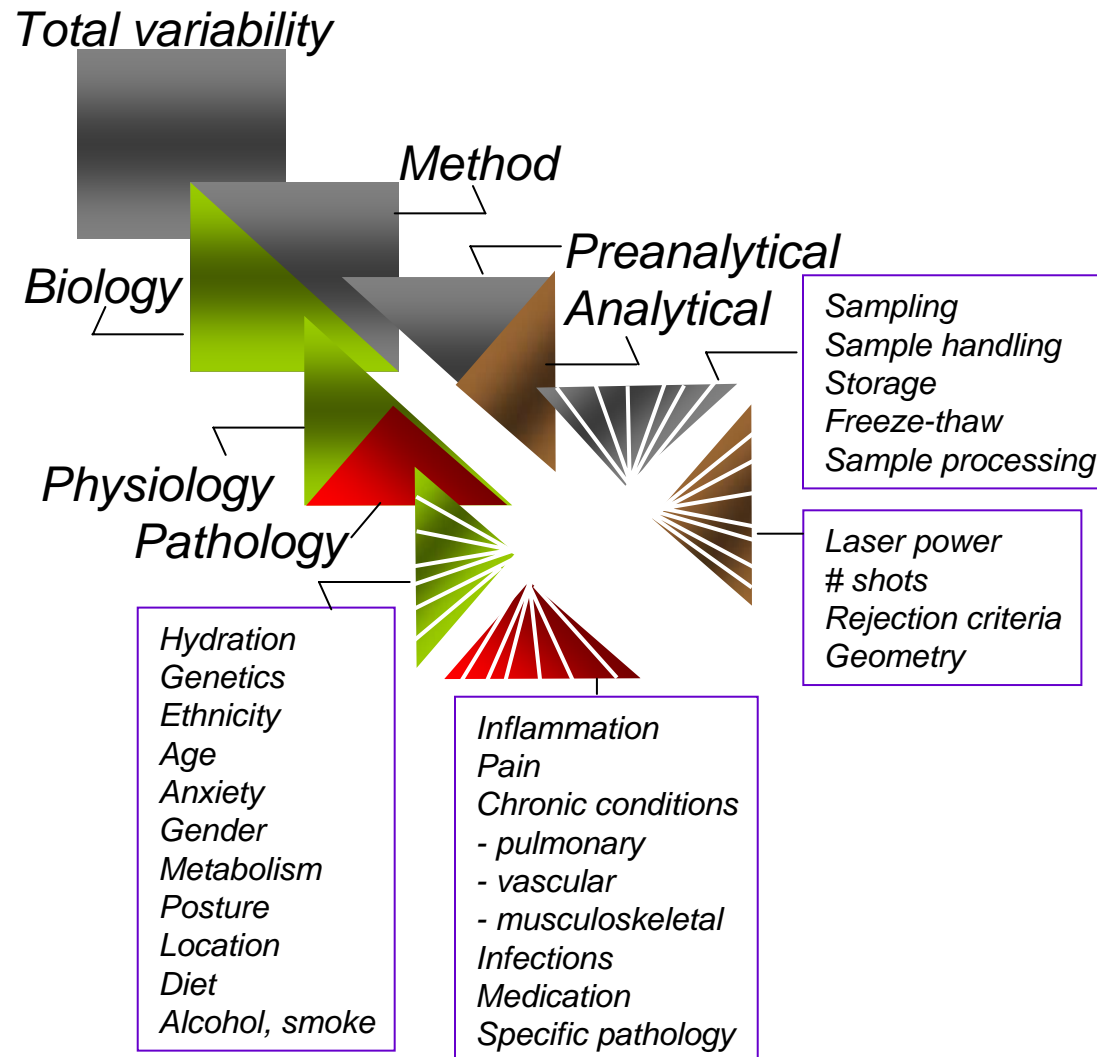 Total variability
Method
Biology
Preanalytical
Analytical
Physiology
Pathology
Sampling
Sample handling
Storage
Freeze-thaw
Sample processing
Laser power
# shots
Rejection criteria
Geometry
Hydration
Genetics
Ethnicity
Age
Anxiety
Gender
Metabolism
Posture
Location
Diet
Alcohol, smoke
Inflammation
Pain
Chronic conditions
- pulmonary
- vascular
- musculoskeletal
Infections
Medication
Specific pathology